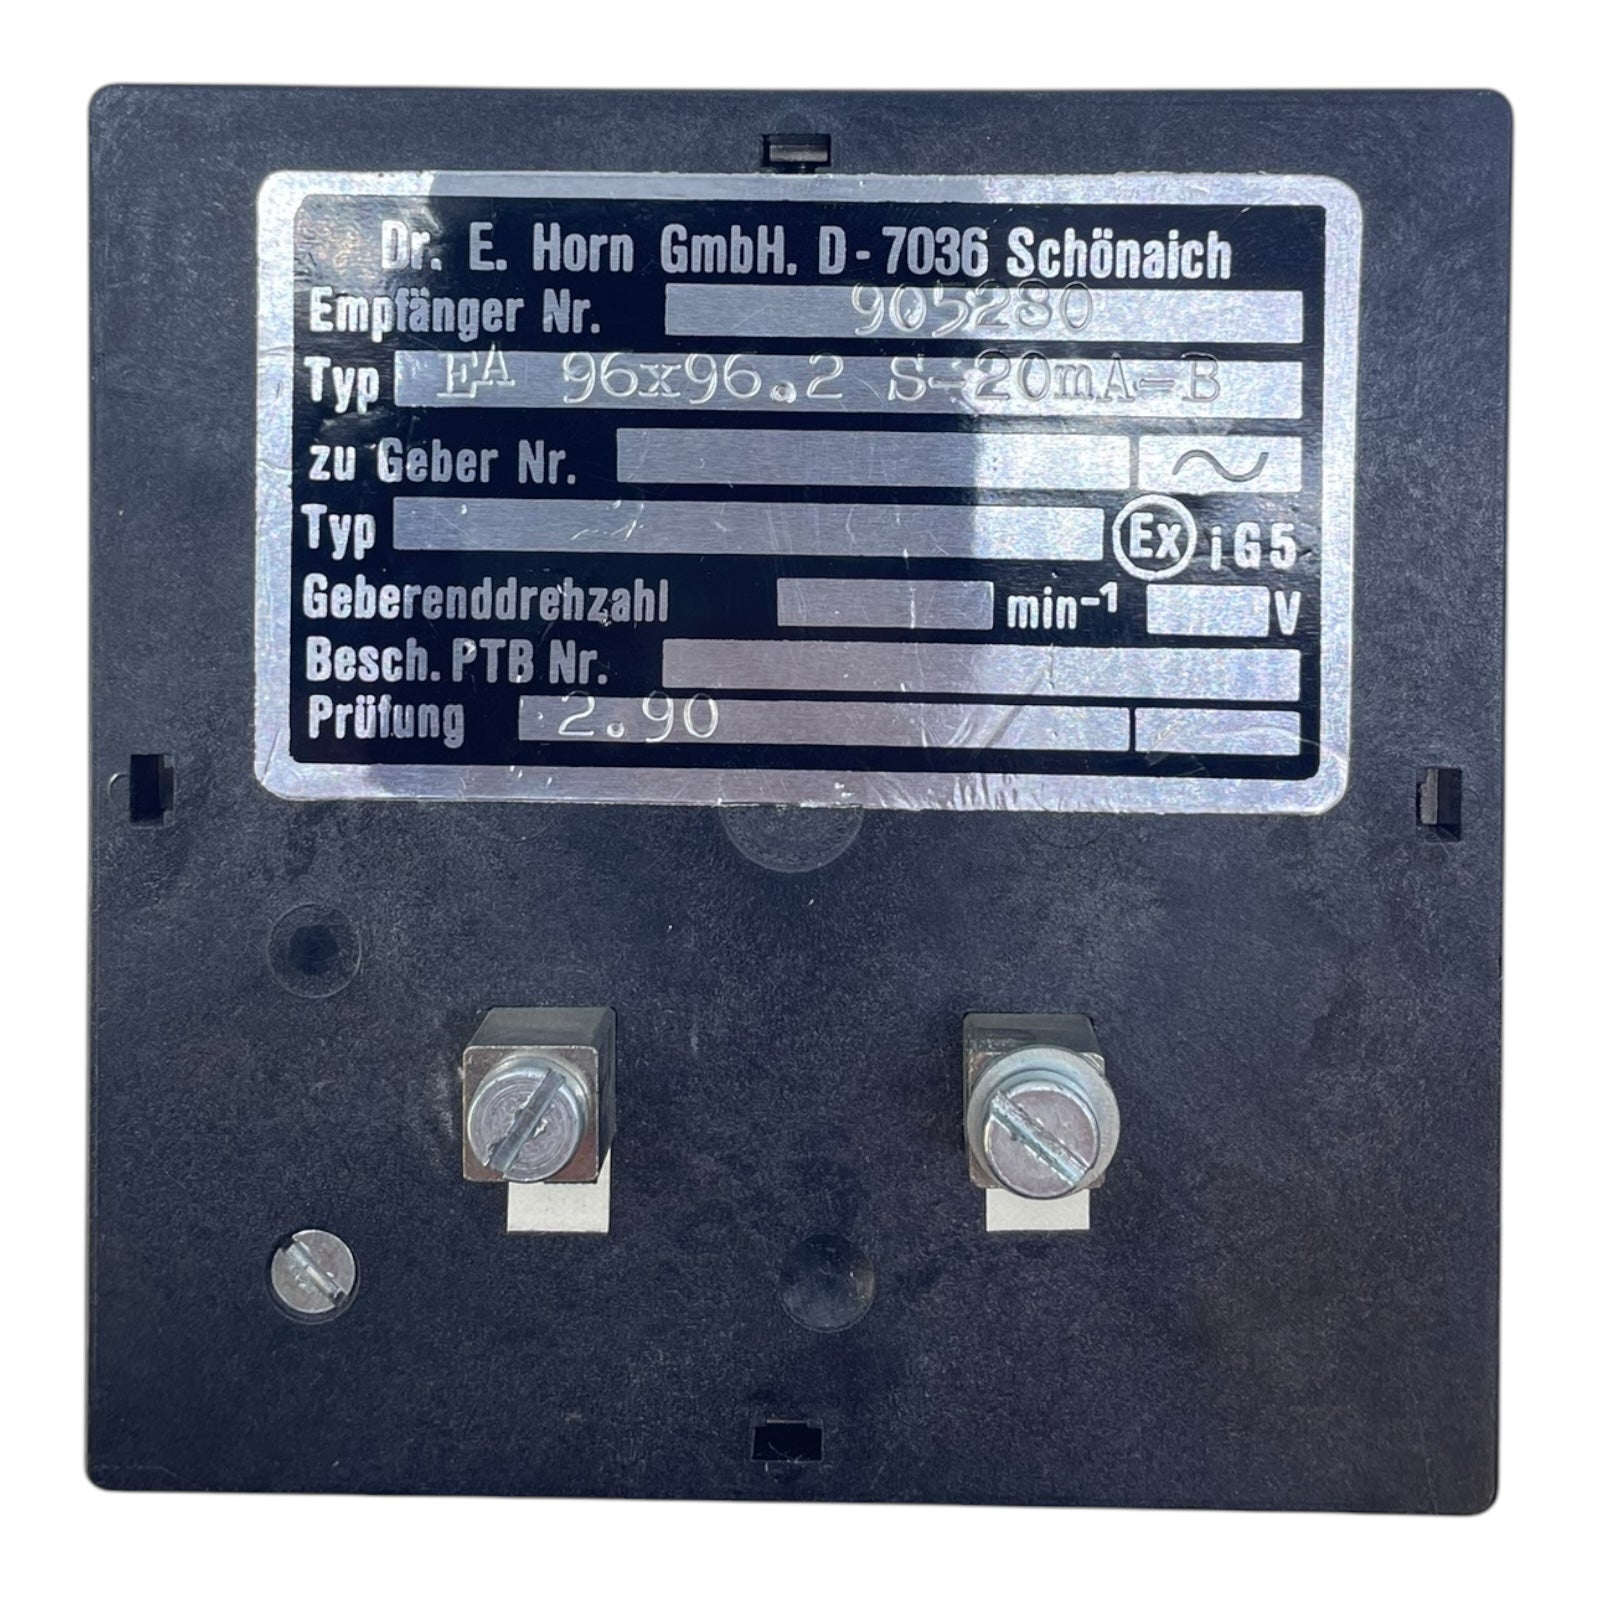 Dr. E. Horn GmbH. D-7036 Schönaich
Empfänger Nr. 905280
Typ EA 96x96.2 S-20mA-B
zu Geber Nr. ~
Typ Ex iG5
Geberenddrehzahl min-¹ V
Besch. PTB Nr.
Prüfung 2.90